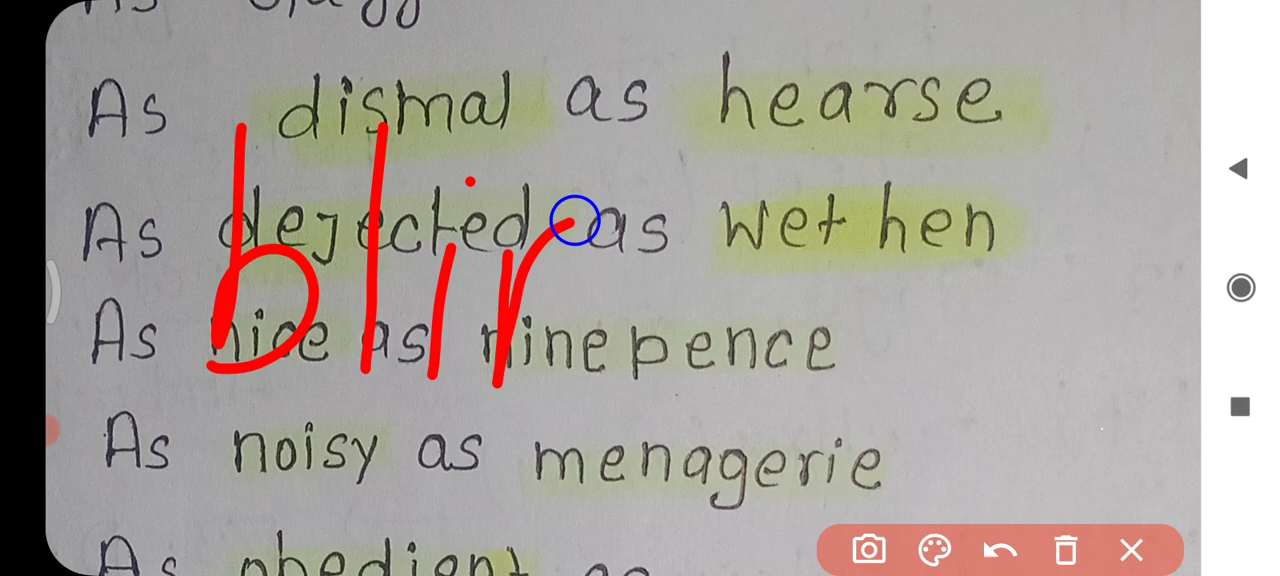 As dismal as hearse
As dejected as wet hen
As nice as ninepence
As noisy as menagerie
As obedient as